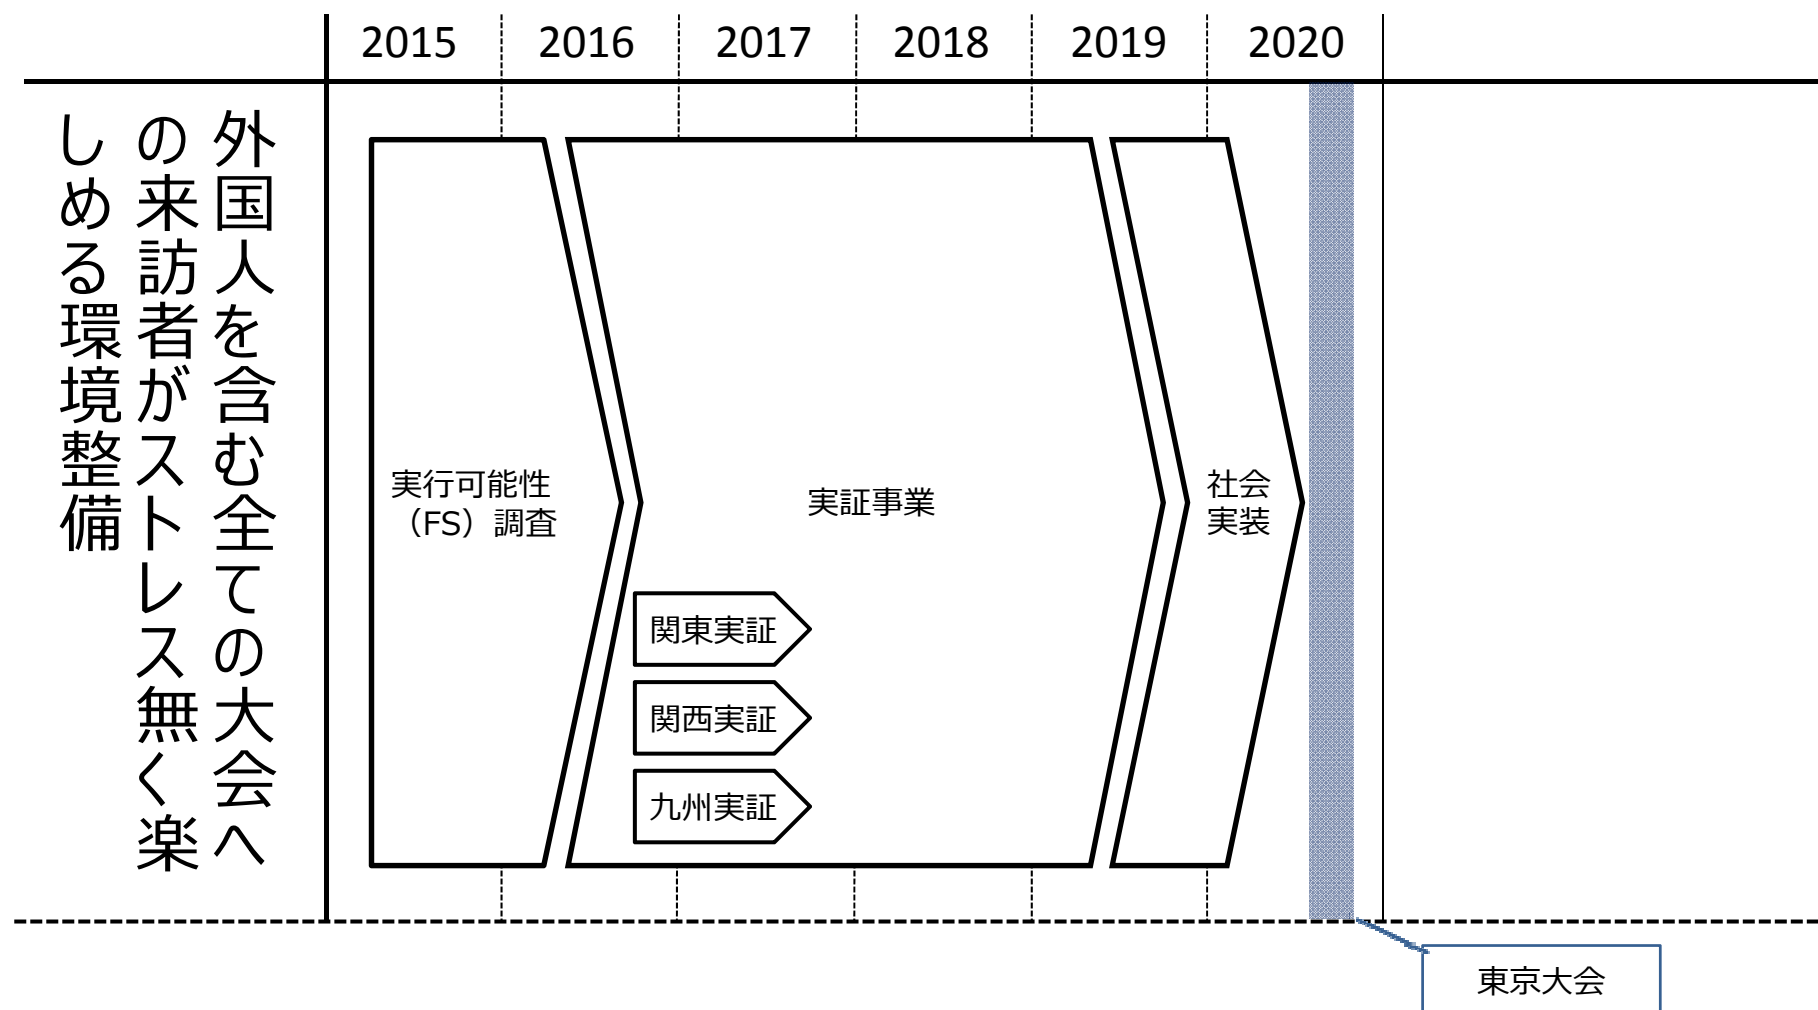 2015 2016 2017 2018 2019 2020
外国人を含む全ての大会へ
の来訪者がストレス無く楽
しめる環境整備
実行可能性
（FS）調査
実証事業
社会
実装
関東実証
関西実証
九州実証
東京大会